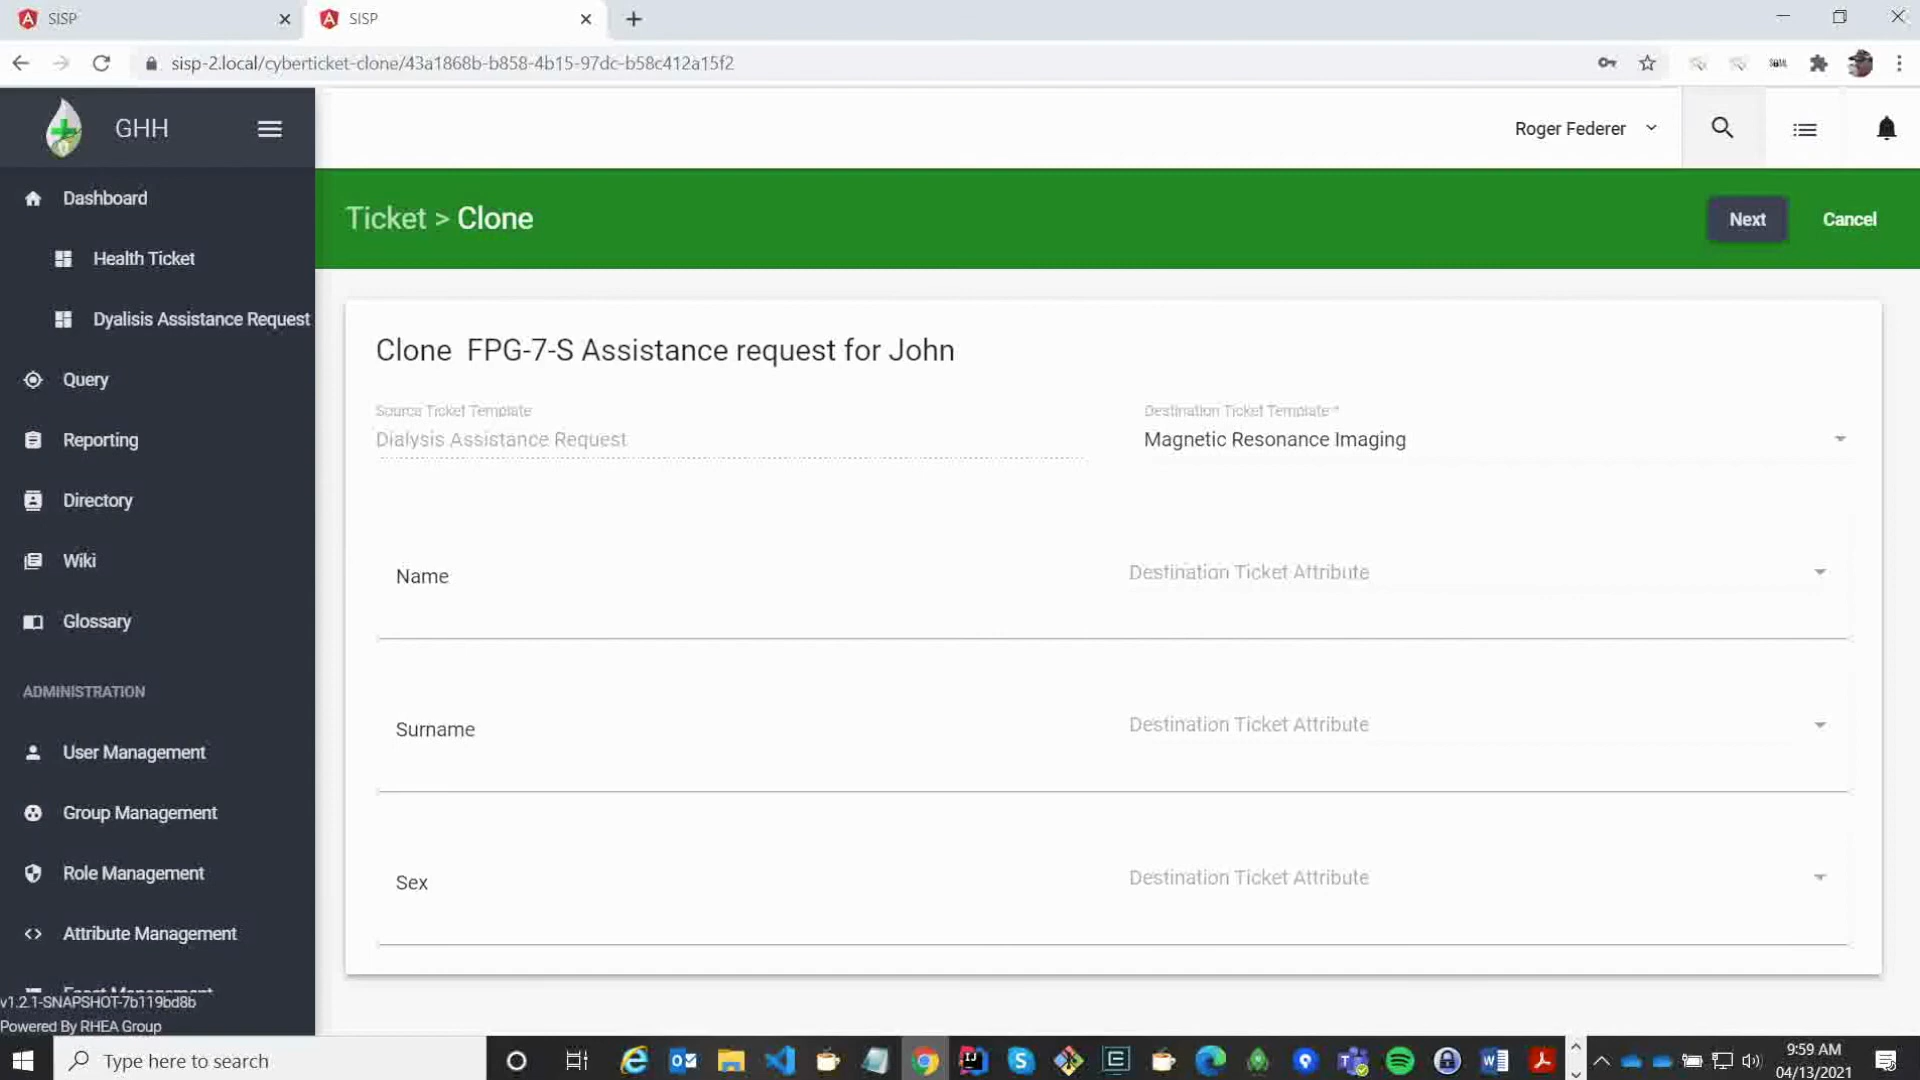 SISP
SISP
sisp-2.local/cyberticket-clone/43a1868b-b858-4b15-97dc-b58c412a15f2
GHH
Roger Federer
Dashboard
Health Ticket
Dyalisis Assistance Request
Query
Reporting
Directory
Wiki
Glossary
ADMINISTRATION
User Management
Group Management
Role Management
Attribute Management
v1.2.1-SNAPSHOT-7b119bd8b
Powered By RHEA Group
Ticket > Clone
Next
Cancel
Clone FPG-7-S Assistance request for John
Source Ticket Template
Dialysis Assistance Request
Destination Ticket Template *
Magnetic Resonance Imaging
Name
Destination Ticket Attribute
Surname
Destination Ticket Attribute
Sex
Destination Ticket Attribute
Type here to search
9:59 AM
04/13/2021